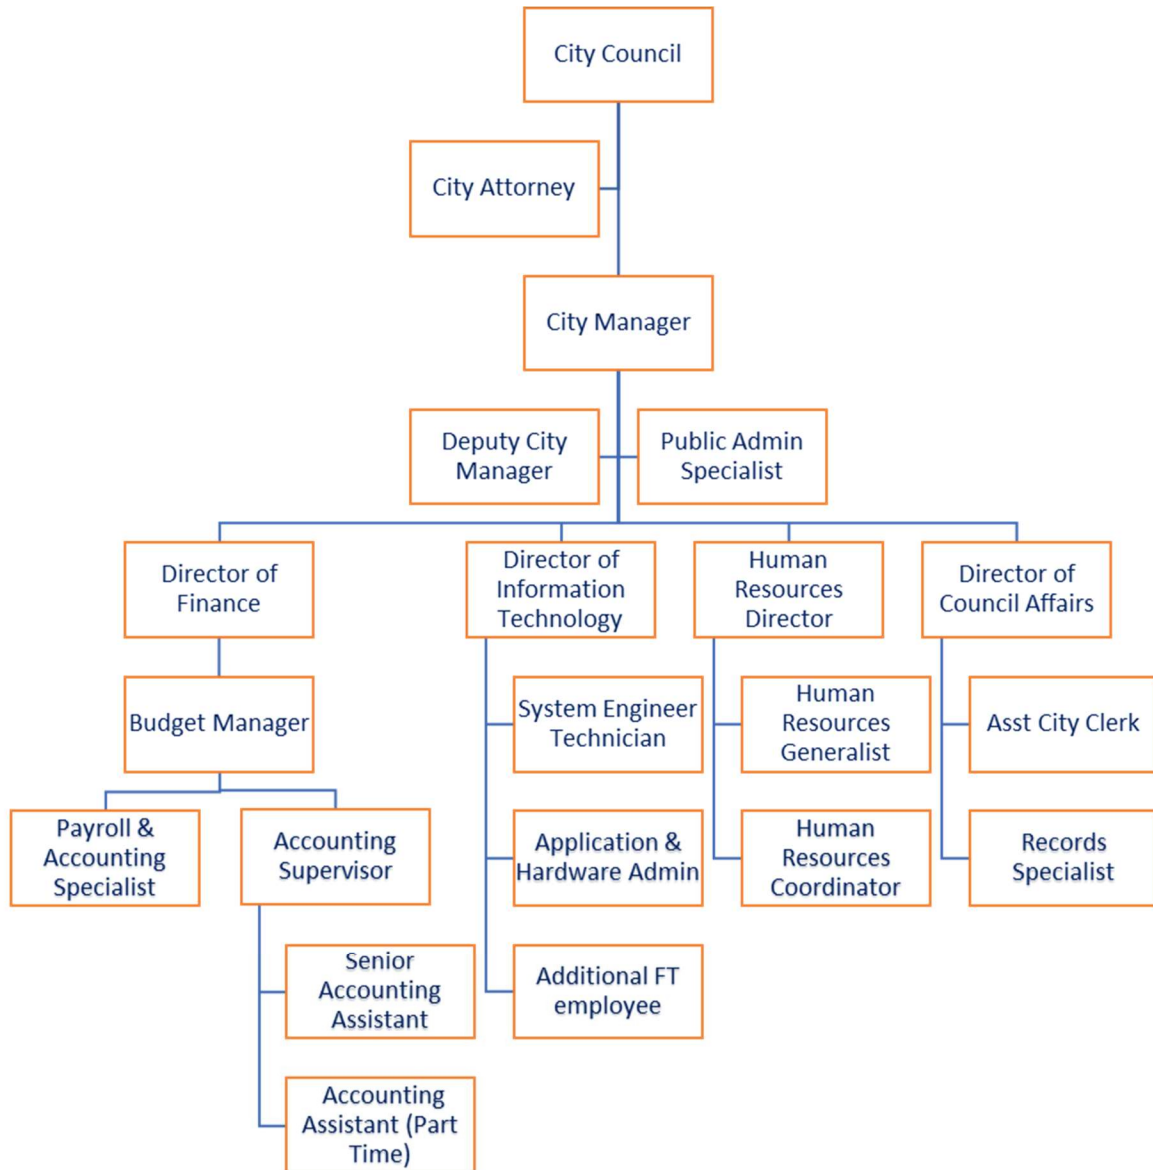 City Council
City Attorney
City Manager
Deputy City
Manager
Public Admin
Specialist
Director of
Finance
Director of
Information
Technology
Human
Resources
Director
Director of
Council Affairs
Budget Manager
System Engineer
Technician
Human
Resources
Generalist
Asst City Clerk
Payroll &
Accounting
Specialist
Accounting
Supervisor
Application &
Hardware Admin
Human
Resources
Coordinator
Records
Specialist
Senior
Accounting
Assistant
Additional FT
employee
Accounting
Assistant (Part
Time)